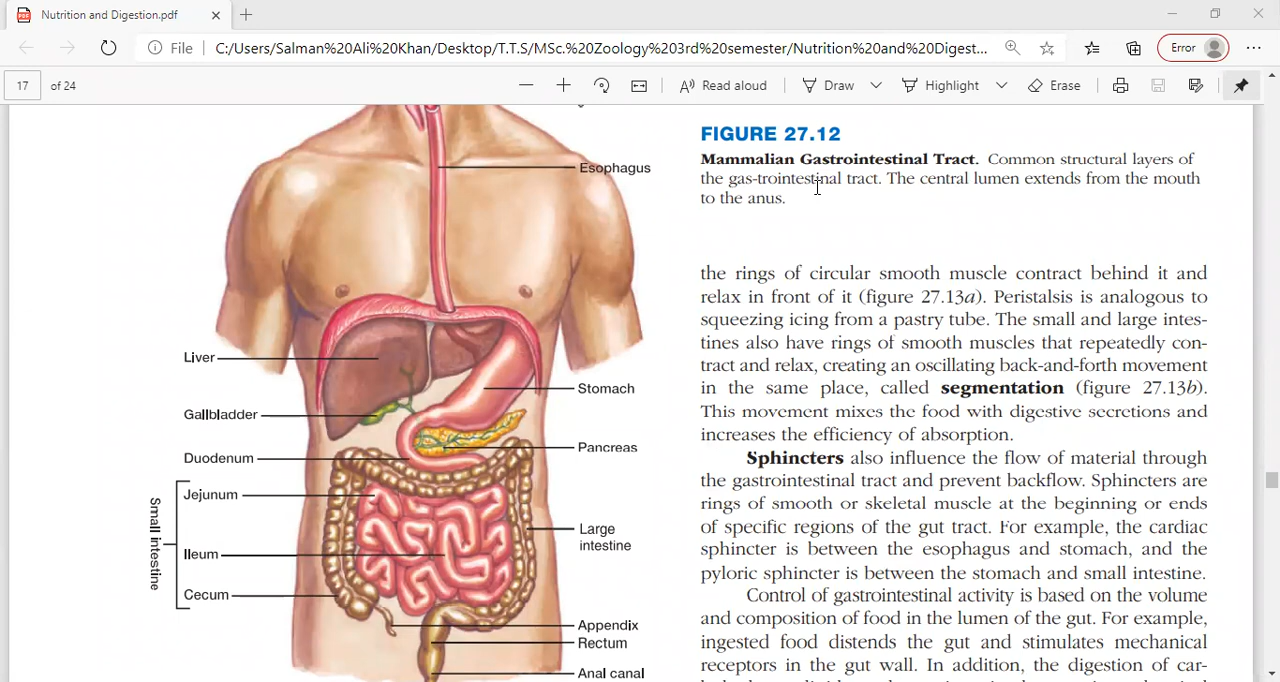 Nutrition and Digestion.pdf
File
C:/Users/Salman%20Ali%20Khan/Desktop/T.T.S/MSc.%20Zoology%203rd%20semester/Nutrition%20and%20Digest...
Error
17 of 24
Read aloud
Draw
Highlight
Erase
Esophagus
Liver
Stomach
Gallbladder
Pancreas
Duodenum
Jejunum
Small intestine
Large
intestine
Ileum
Cecum
Appendix
Rectum
Anal canal
FIGURE 27.12
Mammalian Gastrointestinal Tract. Common structural layers of
the gas-trointestinal tract. The central lumen extends from the mouth
to the anus.
the rings of circular smooth muscle contract behind it and
relax in front of it (figure 27.13a). Peristalsis is analogous to
squeezing icing from a pastry tube. The small and large intes-
tines also have rings of smooth muscles that repeatedly con-
tract and relax, creating an oscillating back-and-forth movement
in the same place, called segmentation (figure 27.13b).
This movement mixes the food with digestive secretions and
increases the efficiency of absorption.
Sphincters also influence the flow of material through
the gastrointestinal tract and prevent backflow. Sphincters are
rings of smooth or skeletal muscle at the beginning or ends
of specific regions of the gut tract. For example, the cardiac
sphincter is between the esophagus and stomach, and the
pyloric sphincter is between the stomach and small intestine.
Control of gastrointestinal activity is based on the volume
and composition of food in the lumen of the gut. For example,
ingested food distends the gut and stimulates mechanical
receptors in the gut wall. In addition, the digestion of car-